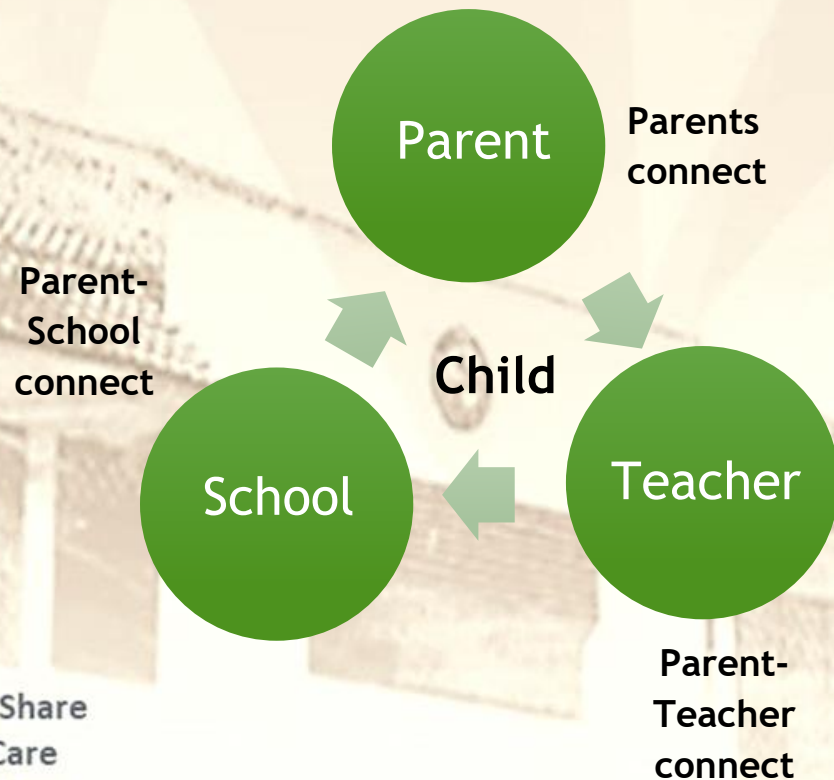 Parent
Parents
connect
Parent-
School
connect
Child
School
Teacher
Parent-
Teacher
connect
Share
Care